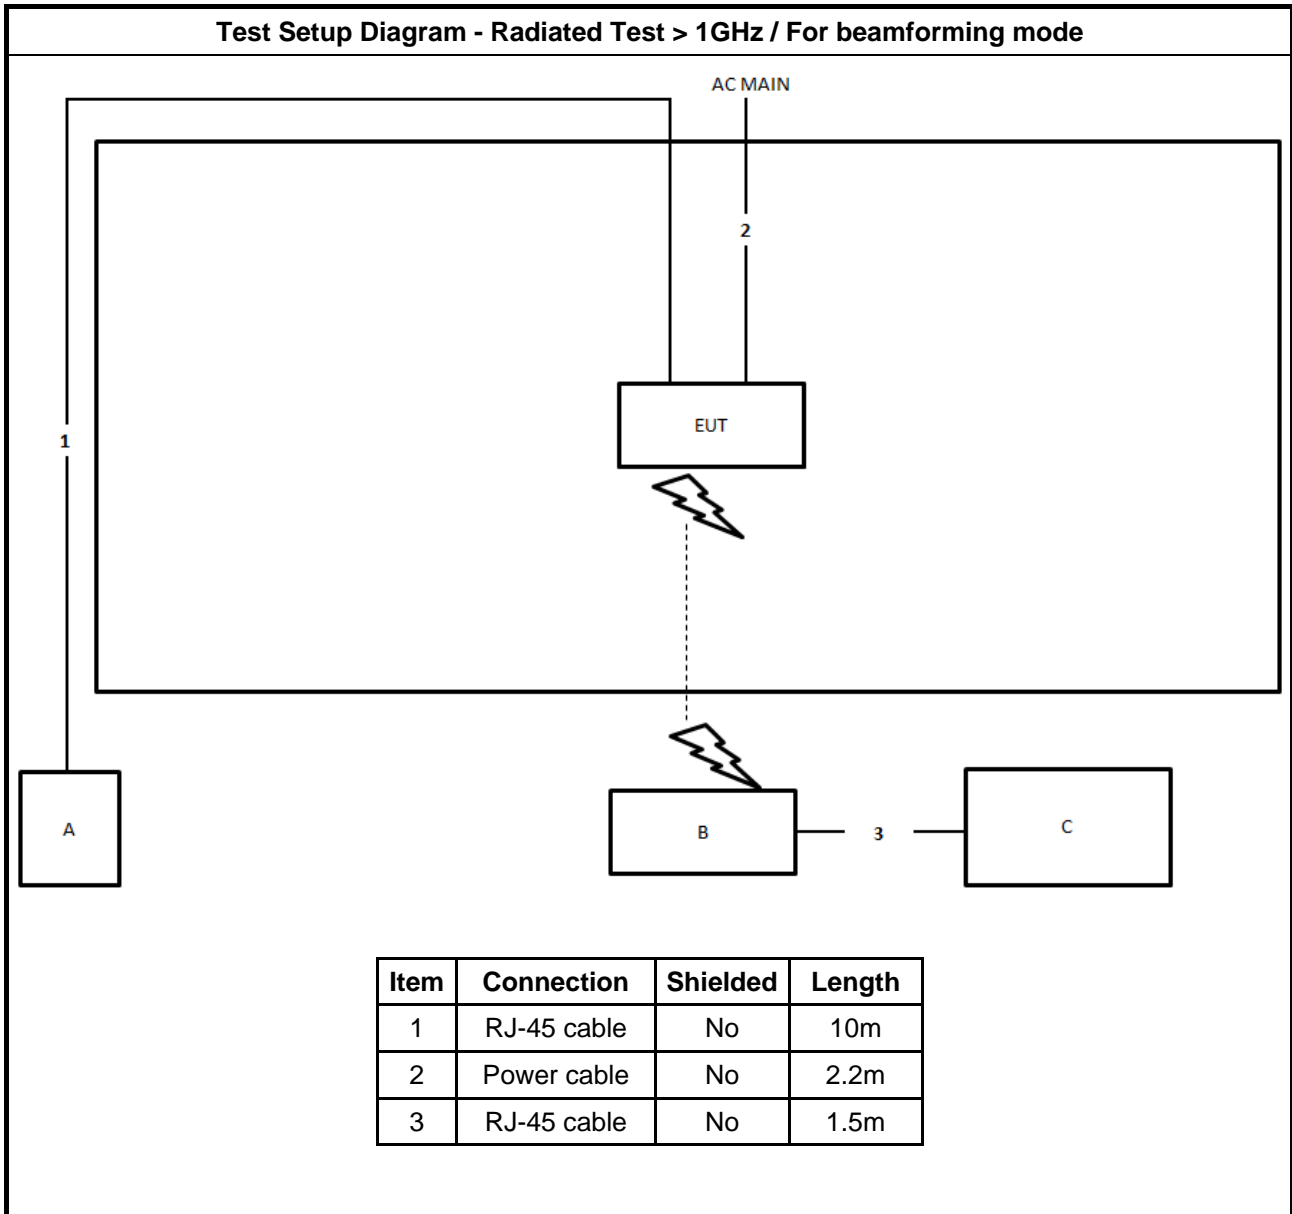 Test Setup Diagram - Radiated Test > 1GHz / For beamforming mode
AC MAIN
2
EUT
1
A
B
3
C
Item Connection Shielded Length
1 RJ-45 cable No 10m
2 Power cable No 2.2m
3 RJ-45 cable No 1.5m